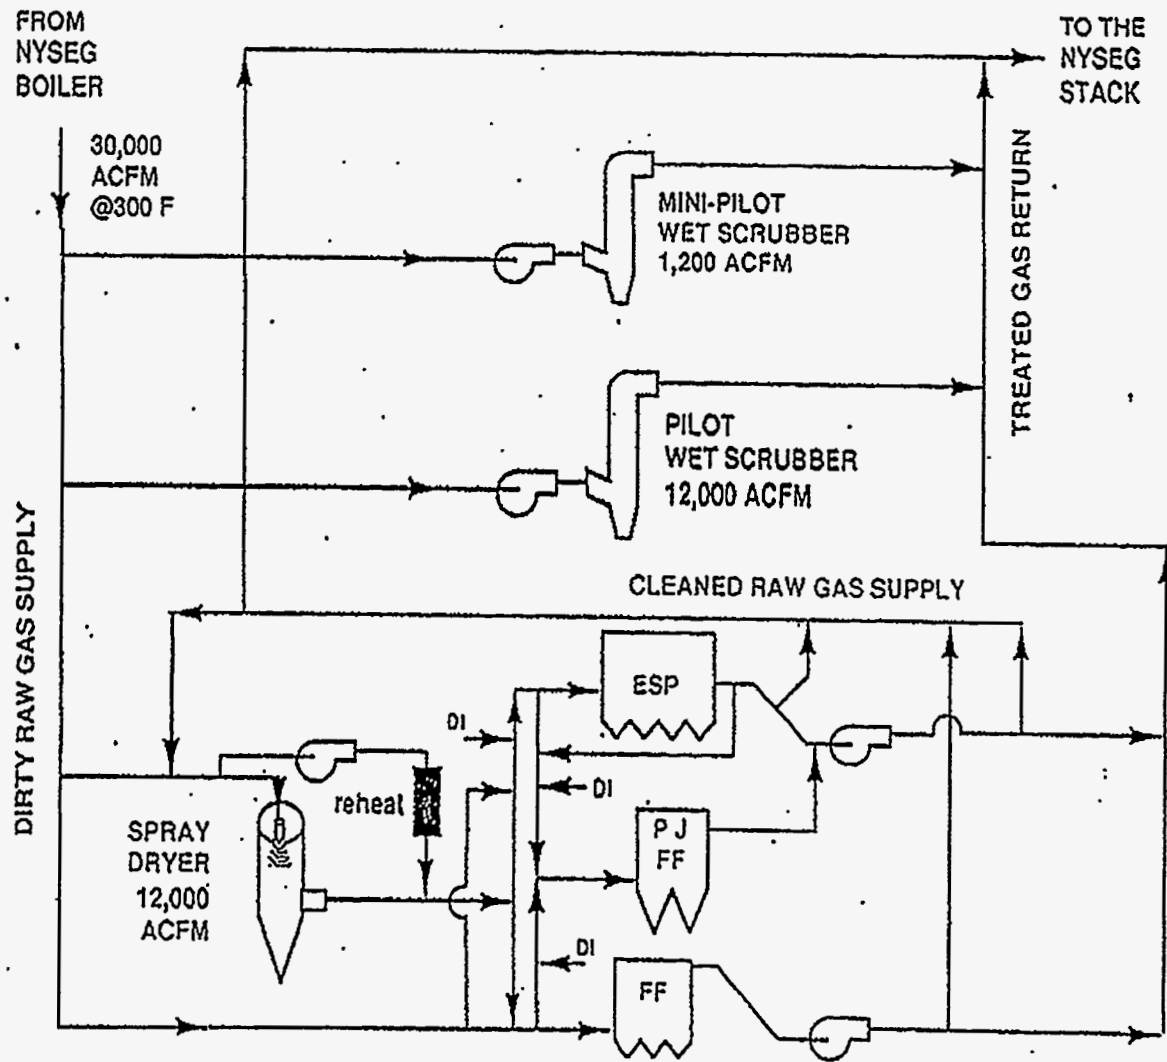 FROM
NYSEG
BOILER
TO THE
NYSEG
STACK
30,000
ACFM
@300 F
MINI-PILOT
WET SCRUBBER
1,200 ACFM
TREATED GAS RETURN
PILOT
WET SCRUBBER
12,000 ACFM
DIRTY RAW GAS SUPPLY
CLEANED RAW GAS SUPPLY
ESP
DI
DI
reheat
PJ
FF
SPRAY
DRYER
12,000
ACFM
DI
FF